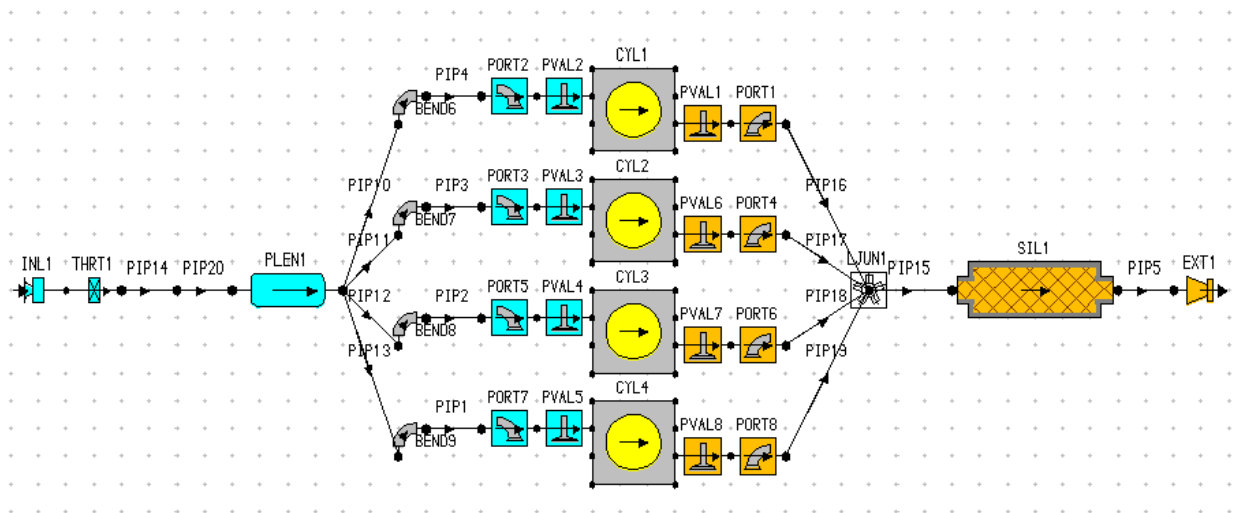 CYL1
PIP4
PORT2
PVAL2
BEND6
PVAL1
PORT1
CYL2
PIP10
PIP3
PORT3
PVAL3
PIP16
BEND7
PVAL6
PORT4
PIP11
PIP17
INL1
THRT1
PIP14
PIP20
PLEN1
CYL3
LJUN1
PIP15
SIL1
PIP5
EXT1
PIP12
PIP2
PORT5
PVAL4
PIP18
BEND8
PVAL7
PORT6
PIP13
PIP19
CYL4
PIP1
PORT7
PVAL5
BEND9
PVAL8
PORT8